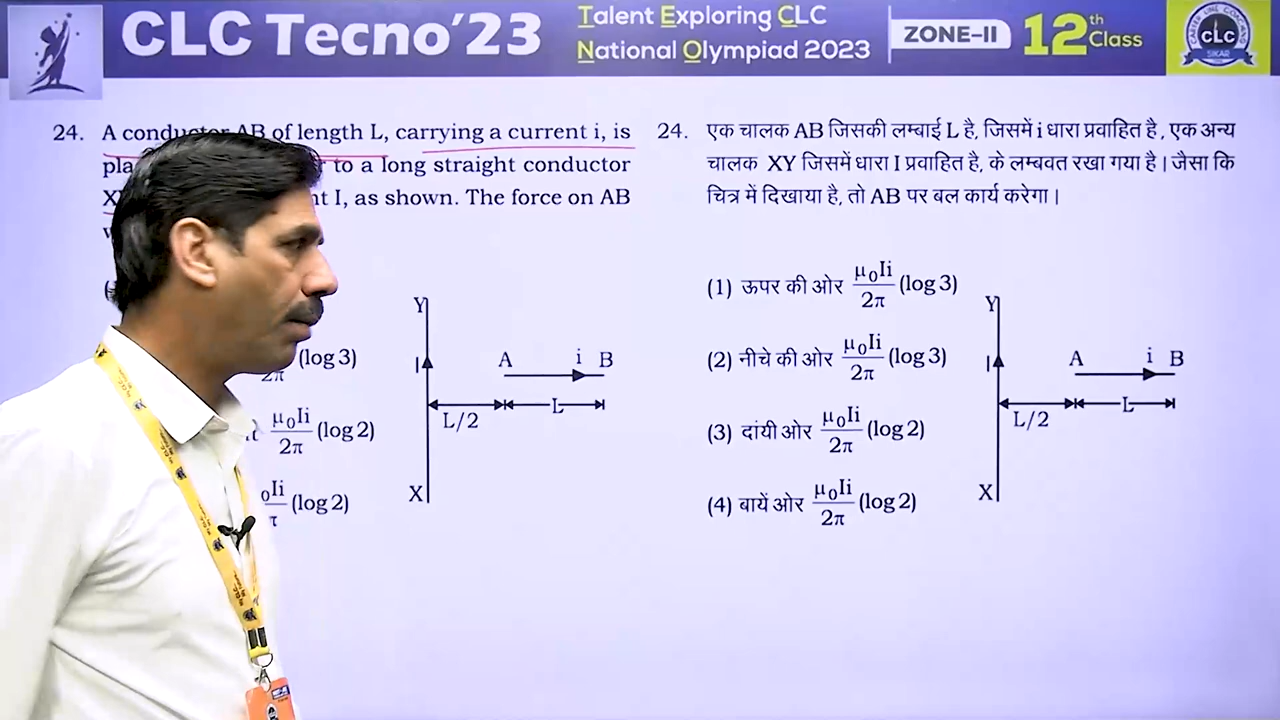 CLC Tecno'23
Talent Exploring CLC
National Olympiad 2023
ZONE-II
12th Class
CLC
SIKAR
24. A conductor AB of length L, carrying a current i, is
to a long straight conductor
I, as shown. The force on AB
(log 3)
2π
μ₀Ii/2π (log 2)
(log 2)
Y
I
A i B
L/2 L
X
24. एक चालक AB जिसकी लम्बाई L है, जिसमें i धारा प्रवाहित है, एक अन्य
चालक XY जिसमें धारा I प्रवाहित है, के लम्बवत रखा गया है। जैसा कि
चित्र में दिखाया है, तो AB पर बल कार्य करेगा।
(1) ऊपर की ओर μ₀Ii/2π (log 3)
(2) नीचे की ओर μ₀Ii/2π (log 3)
(3) दांयी ओर μ₀Ii/2π (log 2)
(4) बायें ओर μ₀Ii/2π (log 2)
Y
I
A i B
L/2 L
X